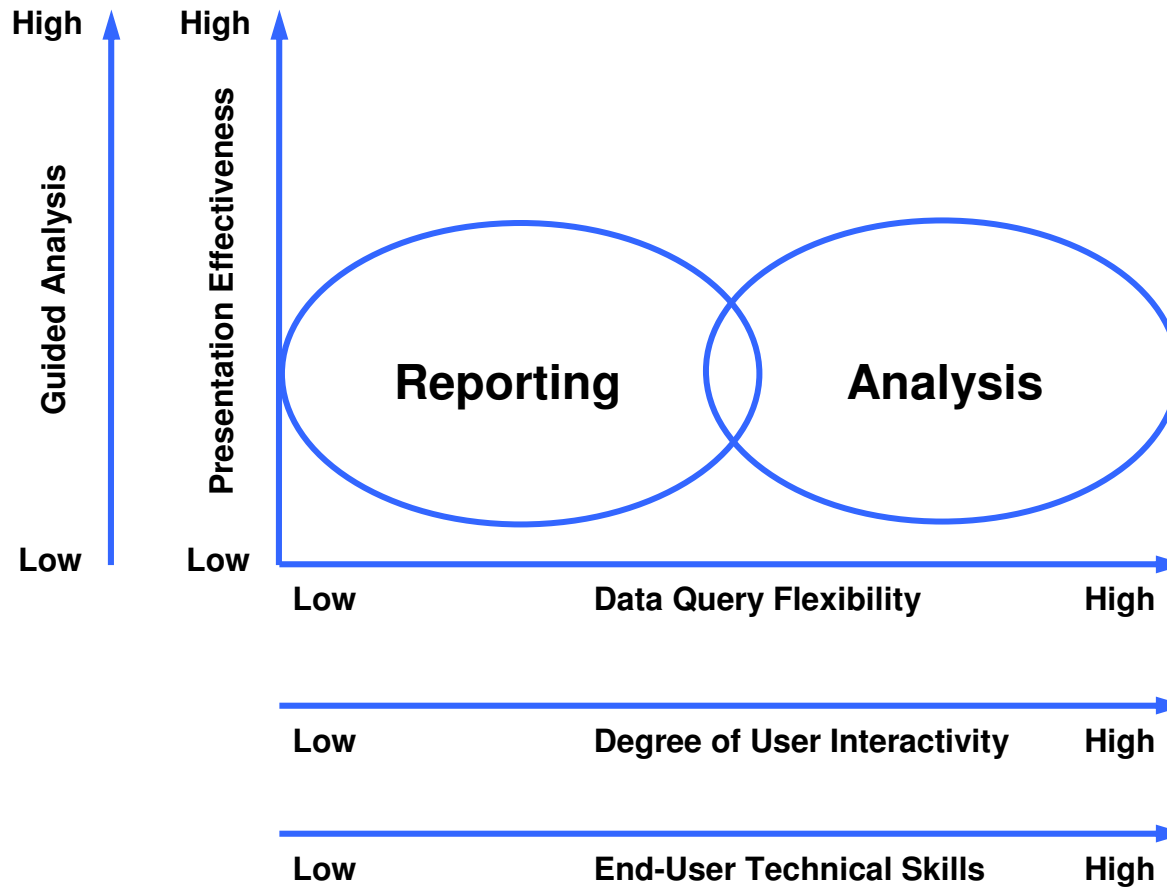 High
High
Guided Analysis
Presentation Effectiveness
Reporting
Analysis
Low
Low
Low
Data Query Flexibility
High
Low
Degree of User Interactivity
High
Low
End-User Technical Skills
High